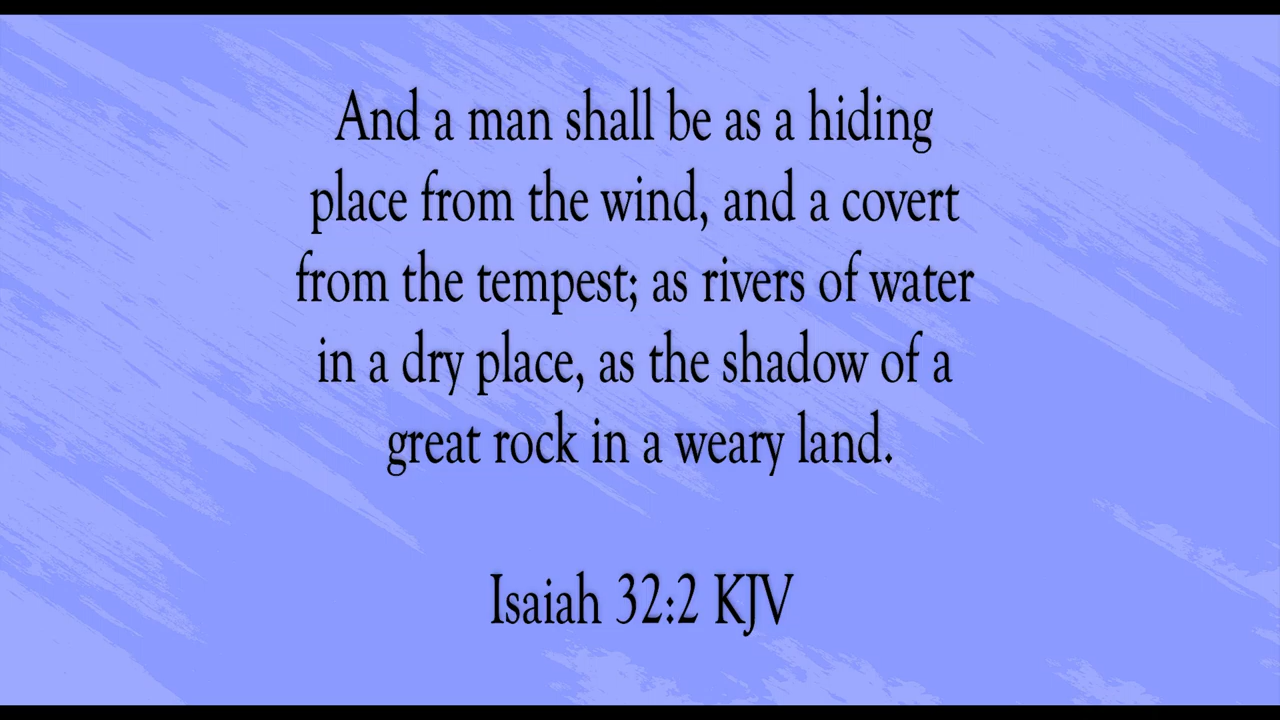 And a man shall be as a hiding
place from the wind, and a covert
from the tempest; as rivers of water
in a dry place, as the shadow of a
great rock in a weary land.
Isaiah 32:2 KJV